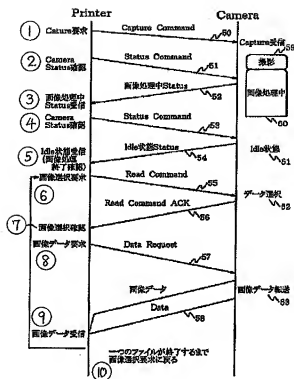 Printer
Camera
① Cature要求
Capture Command
50
Capture受信
59
撮影
② Camera
Status確認
Status Command
51
画像処理中
60
画像処理中Status
52
③ 画像処理中
Status受信
④ Camera
Status確認
Status Command
53
Idle状態Status
54
Idle状態
61
⑤ Idle状態受信
(画像処理
終了確認)
⑥ 画像選択要求
Read Command
55
データ選択
62
Read Command ACK
56
⑦ 画像選択確認
⑧ 画像データ要求
Data Request
57
画像データ
画像データ転送
63
⑨ 画像データ受信
Data
58
⑩ 一つのファイルが終了するまで
画像選択要求に戻る